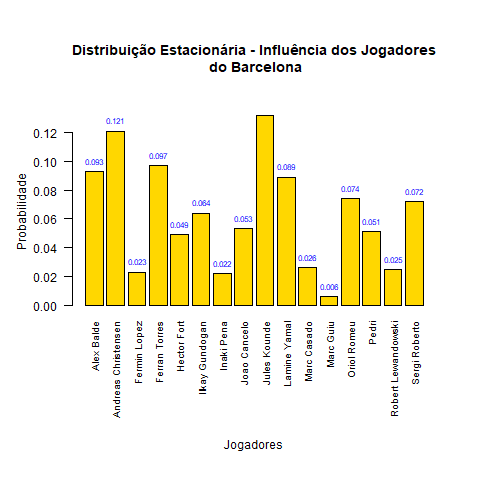 Distribuição Estacionária - Influência dos Jogadores
do Barcelona
Probabilidade
0.12
0.10
0.08
0.06
0.04
0.02
0.00
0.093
0.121
0.023
0.097
0.049
0.064
0.022
0.053
0.089
0.026
0.006
0.074
0.051
0.025
0.072
Alex Balde
Andreas Christensen
Fermin Lopez
Ferran Torres
Hector Fort
Ilkay Gundogan
Inaki Pena
Joao Cancelo
Jules Kounde
Lamine Yamal
Marc Casado
Marc Guiu
Oriol Romeu
Pedri
Robert Lewandowski
Sergi Roberto
Jogadores